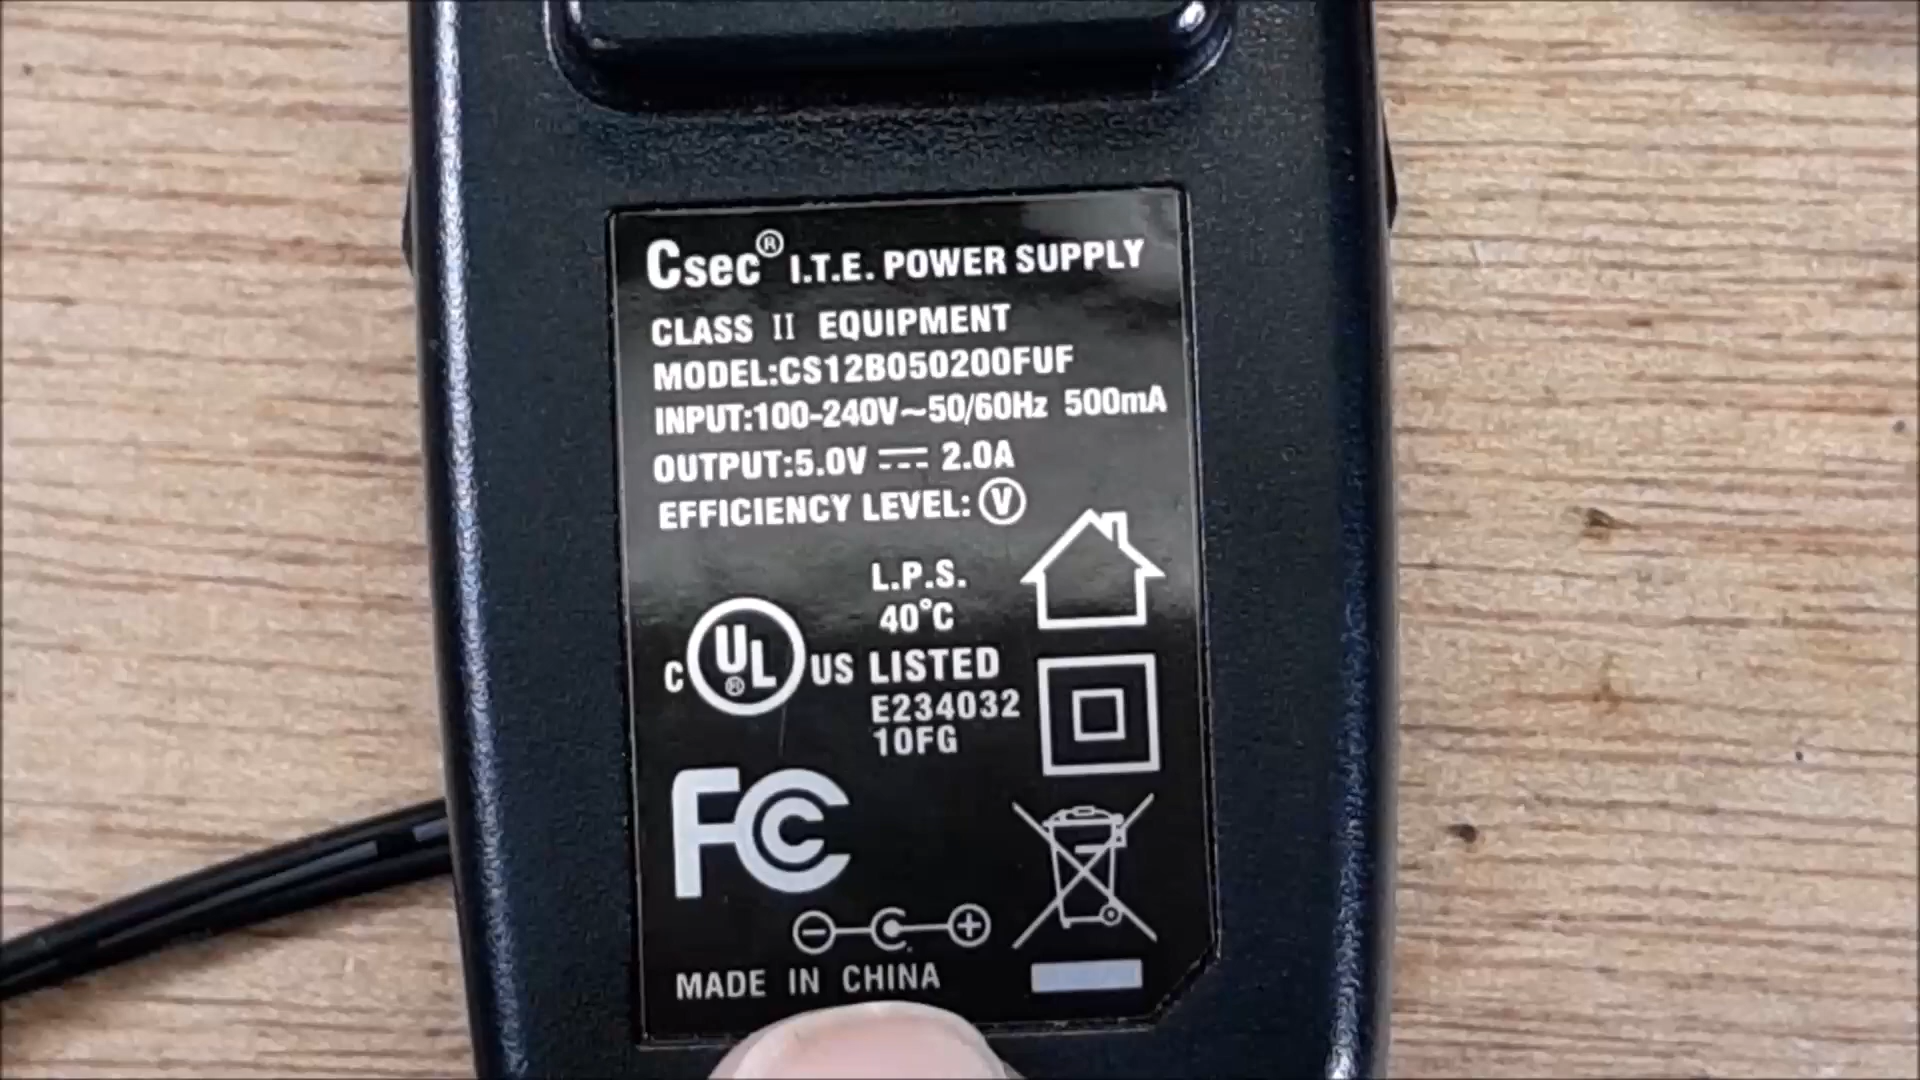 Csec® I.T.E. POWER SUPPLY
CLASS II EQUIPMENT
MODEL:CS12B050200FUF
INPUT:100-240V~50/60Hz 500mA
OUTPUT:5.0V ⎓ 2.0A
EFFICIENCY LEVEL: Ⓥ
L.P.S.
40°C
C UL® US LISTED
E234032
10FG
FC
MADE IN CHINA